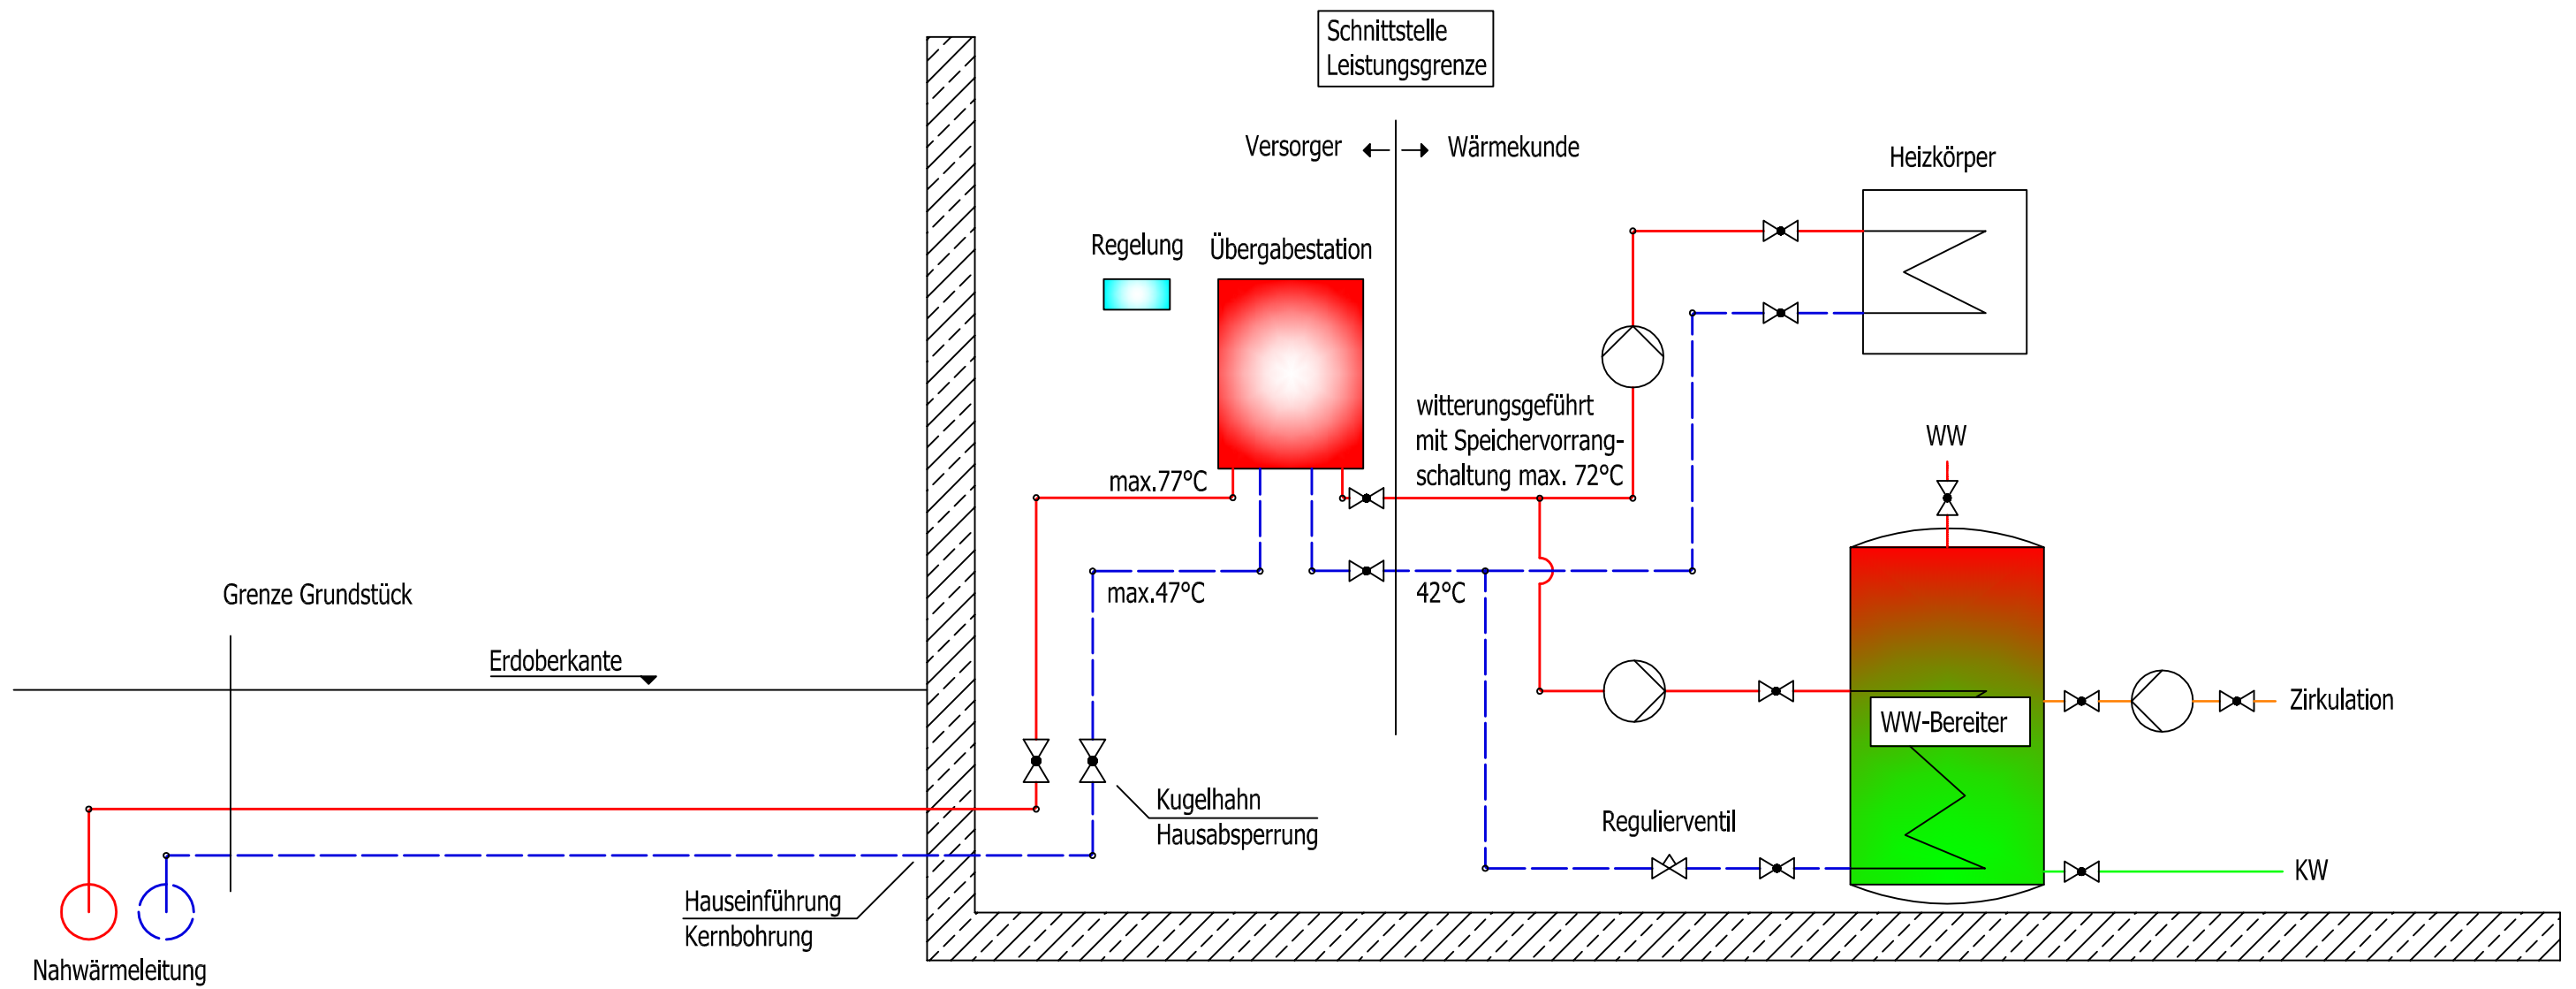 Schnittstelle
Leistungsgrenze
Versorger
Wärmekunde
Heizkörper
Regelung
Übergabestation
witterungsgeführt
mit Speichervorrang-
schaltung max. 72°C
WW
max.77°C
max.47°C
42°C
Grenze Grundstück
Erdoberkante
WW-Bereiter
Zirkulation
Kugelhahn
Hausabsperrung
Regulierventil
KW
Hauseinführung
Kernbohrung
Nahwärmeleitung